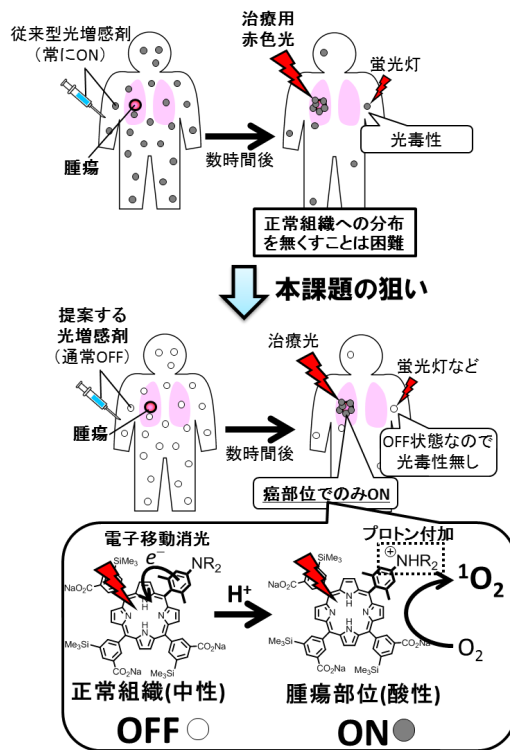 従来型光増感剤
（常にON）
腫瘍
数時間後
治療用
赤色光
蛍光灯
光毒性
正常組織への分布
を無くすことは困難
本課題の狙い
提案する
光増感剤
（通常OFF）
腫瘍
数時間後
治療光
蛍光灯など
OFF状態なので
光毒性無し
癌部位でのみON
電子移動消光
e⁻
SiMe₃
NR₂
NaO₂C
N
H
N
N
H
N
Me₃Si
CO₂Na
CO₂Na
Me₃Si
正常組織(中性)
OFF
H⁺
プロトン付加
⊕
NHR₂
SiMe₃
NaO₂C
N
H
N
N
H
N
Me₃Si
CO₂Na
CO₂Na
Me₃Si
¹O₂
O₂
腫瘍部位(酸性)
ON